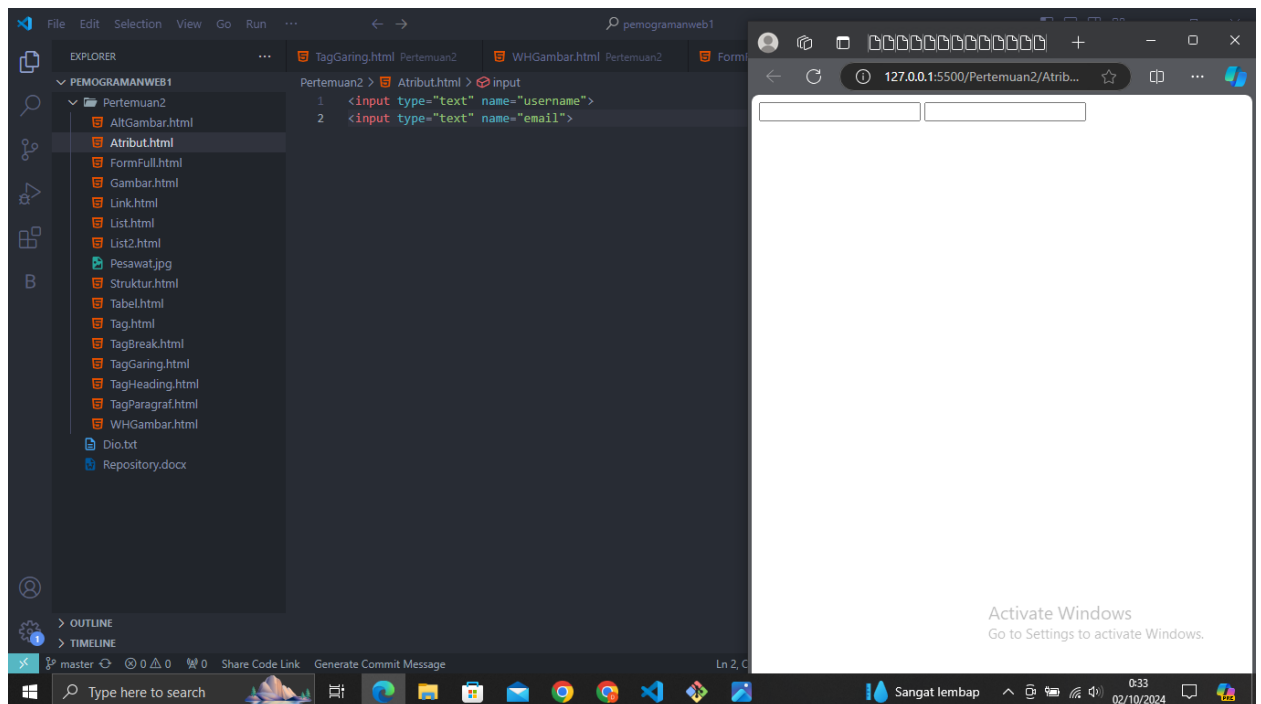 File Edit Selection View Go Run ··· ← → pemogramanweb1
EXPLORER ···
PEMOGRAMANWEB1
Pertemuan2
AltGambar.html
Atribut.html
FormFull.html
Gambar.html
Link.html
List.html
List2.html
Pesawat.jpg
Struktur.html
Tabel.html
Tag.html
TagBreak.html
TagGaring.html
TagHeading.html
TagParagraf.html
WHGambar.html
Dio.txt
Repository.docx
B
OUTLINE
TIMELINE
1
TagGaring.html Pertemuan2 WHGambar.html Pertemuan2
Pertemuan2 > Atribut.html > input
1 <input type="text" name="username">
2 <input type="text" name="email">
127.0.0.1:5500/Pertemuan2/Atrib...
Activate Windows
Go to Settings to activate Windows.
master 0 0 0 Share Code Link Generate Commit Message Ln 2,
Type here to search
Sangat lembap
0:33
02/10/2024
PRE